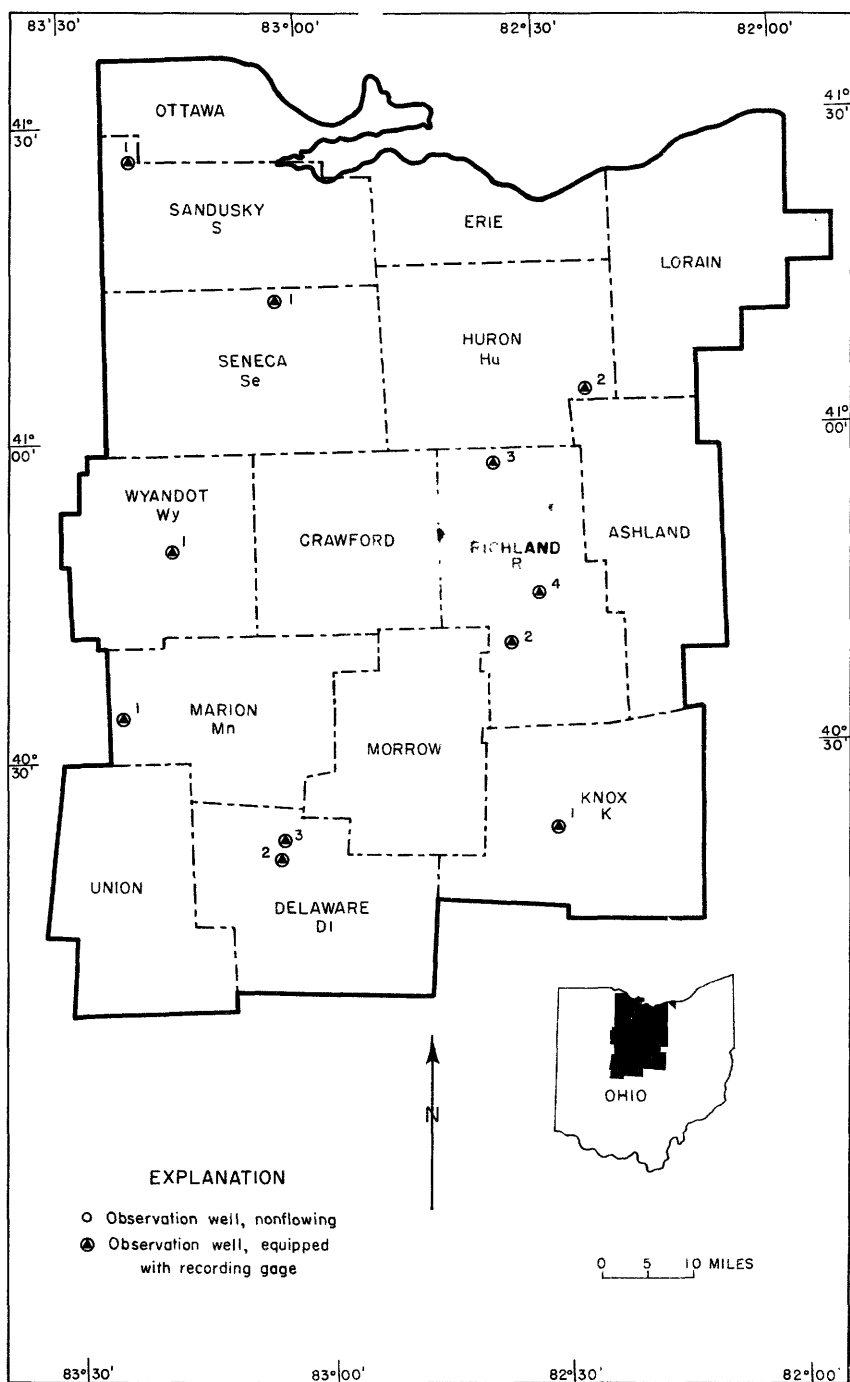 83°30' 83°00' 82°30' 82°00'
41°
30'
41°
30'
OTTAWA
1
SANDUSKY
S
ERIE
LORAIN
1
SENECA
Se
HURON
Hu
2
41°
00'
41°
00'
3
WYANDOT
Wy
1
CRAWFORD
RICHLAND
R
ASHLAND
4
2
1
MARION
Mn
MORROW
40°
30'
40°
30'
KNOX
K
1
3
2
UNION
DELAWARE
Dl
OHIO
N
EXPLANATION
Observation well, nonflowing
Observation well, equipped
with recording gage
0 5 10 MILES
83°30' 83°00' 82°30' 82°00'